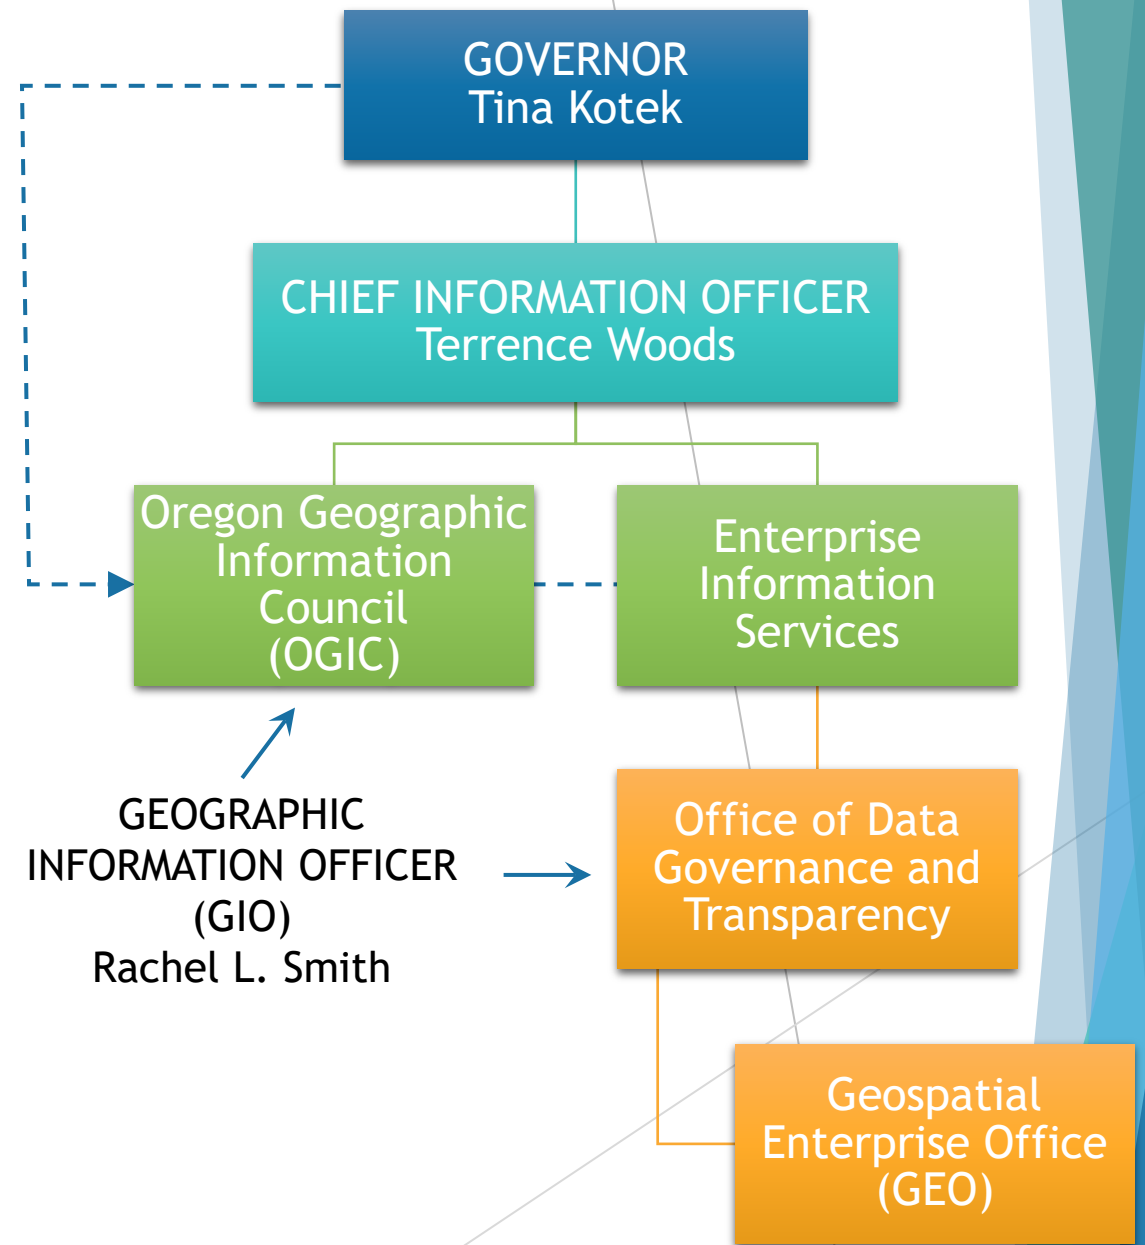 GOVERNOR
Tina Kotek
CHIEF INFORMATION OFFICER
Terrence Woods
Oregon Geographic
Information
Council
(OGIC)
Enterprise
Information
Services
GEOGRAPHIC
INFORMATION OFFICER
(GIO)
Rachel L. Smith
Office of Data
Governance and
Transparency
Geospatial
Enterprise Office
(GEO)